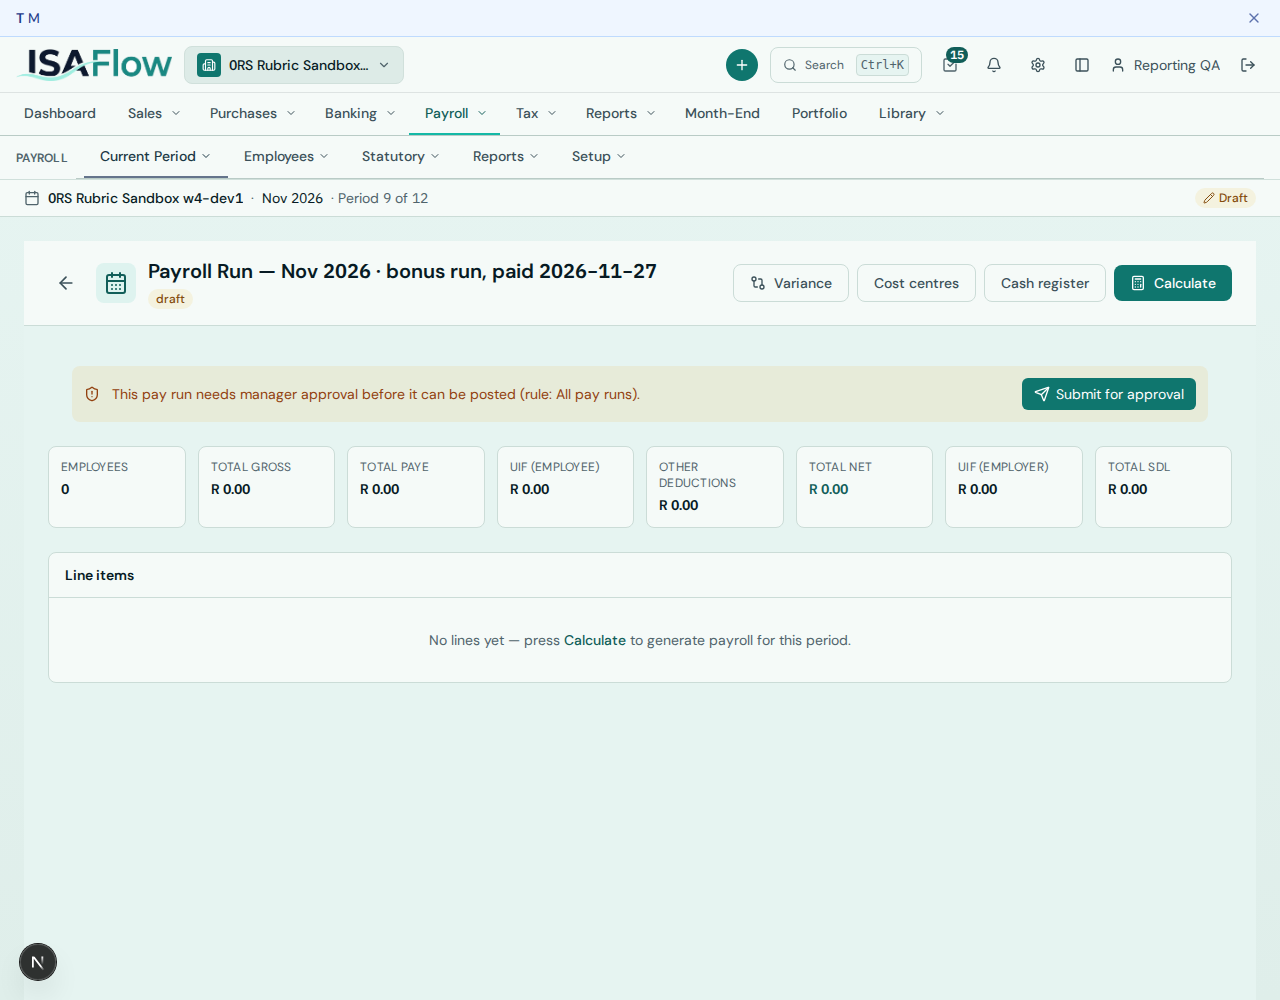 T M
ISAFlow
0RS Rubric Sandbox...
Search Ctrl+K
15
Reporting QA
Dashboard Sales Purchases Banking Payroll Tax Reports Month-End Portfolio Library
PAYROLL Current Period Employees Statutory Reports Setup
0RS Rubric Sandbox w4-dev1 · Nov 2026 · Period 9 of 12
Draft
Payroll Run — Nov 2026 · bonus run, paid 2026-11-27
draft
Variance Cost centres Cash register Calculate
This pay run needs manager approval before it can be posted (rule: All pay runs).
Submit for approval
EMPLOYEES
0
TOTAL GROSS
R 0.00
TOTAL PAYE
R 0.00
UIF (EMPLOYEE)
R 0.00
OTHER
DEDUCTIONS
R 0.00
TOTAL NET
R 0.00
UIF (EMPLOYER)
R 0.00
TOTAL SDL
R 0.00
Line items
No lines yet — press Calculate to generate payroll for this period.
N